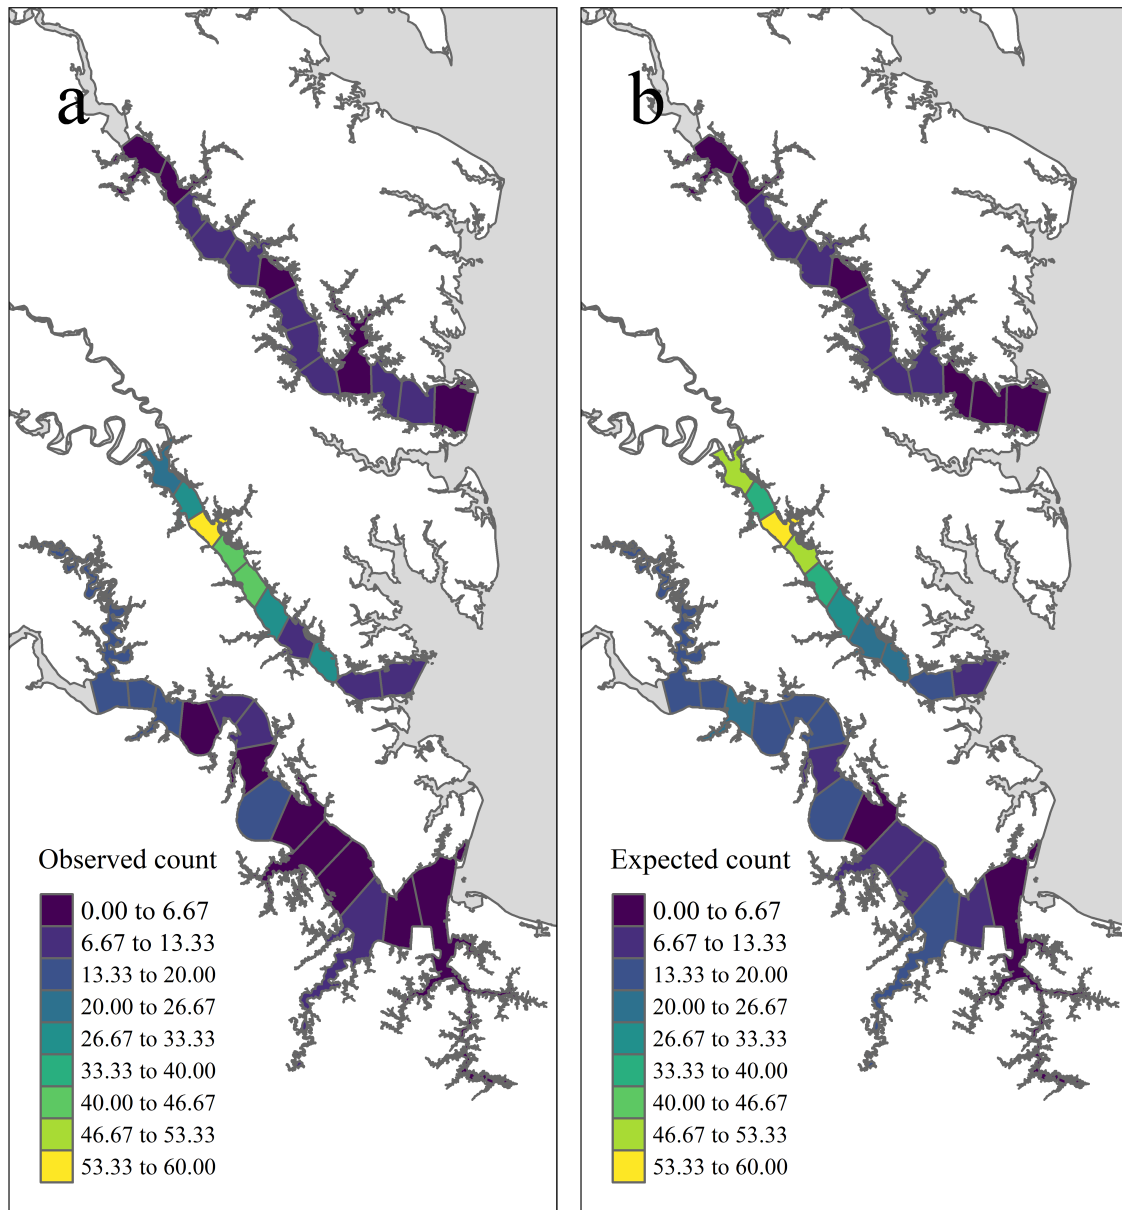 a
b
Observed count
0.00 to 6.67
6.67 to 13.33
13.33 to 20.00
20.00 to 26.67
26.67 to 33.33
33.33 to 40.00
40.00 to 46.67
46.67 to 53.33
53.33 to 60.00
Expected count
0.00 to 6.67
6.67 to 13.33
13.33 to 20.00
20.00 to 26.67
26.67 to 33.33
33.33 to 40.00
40.00 to 46.67
46.67 to 53.33
53.33 to 60.00